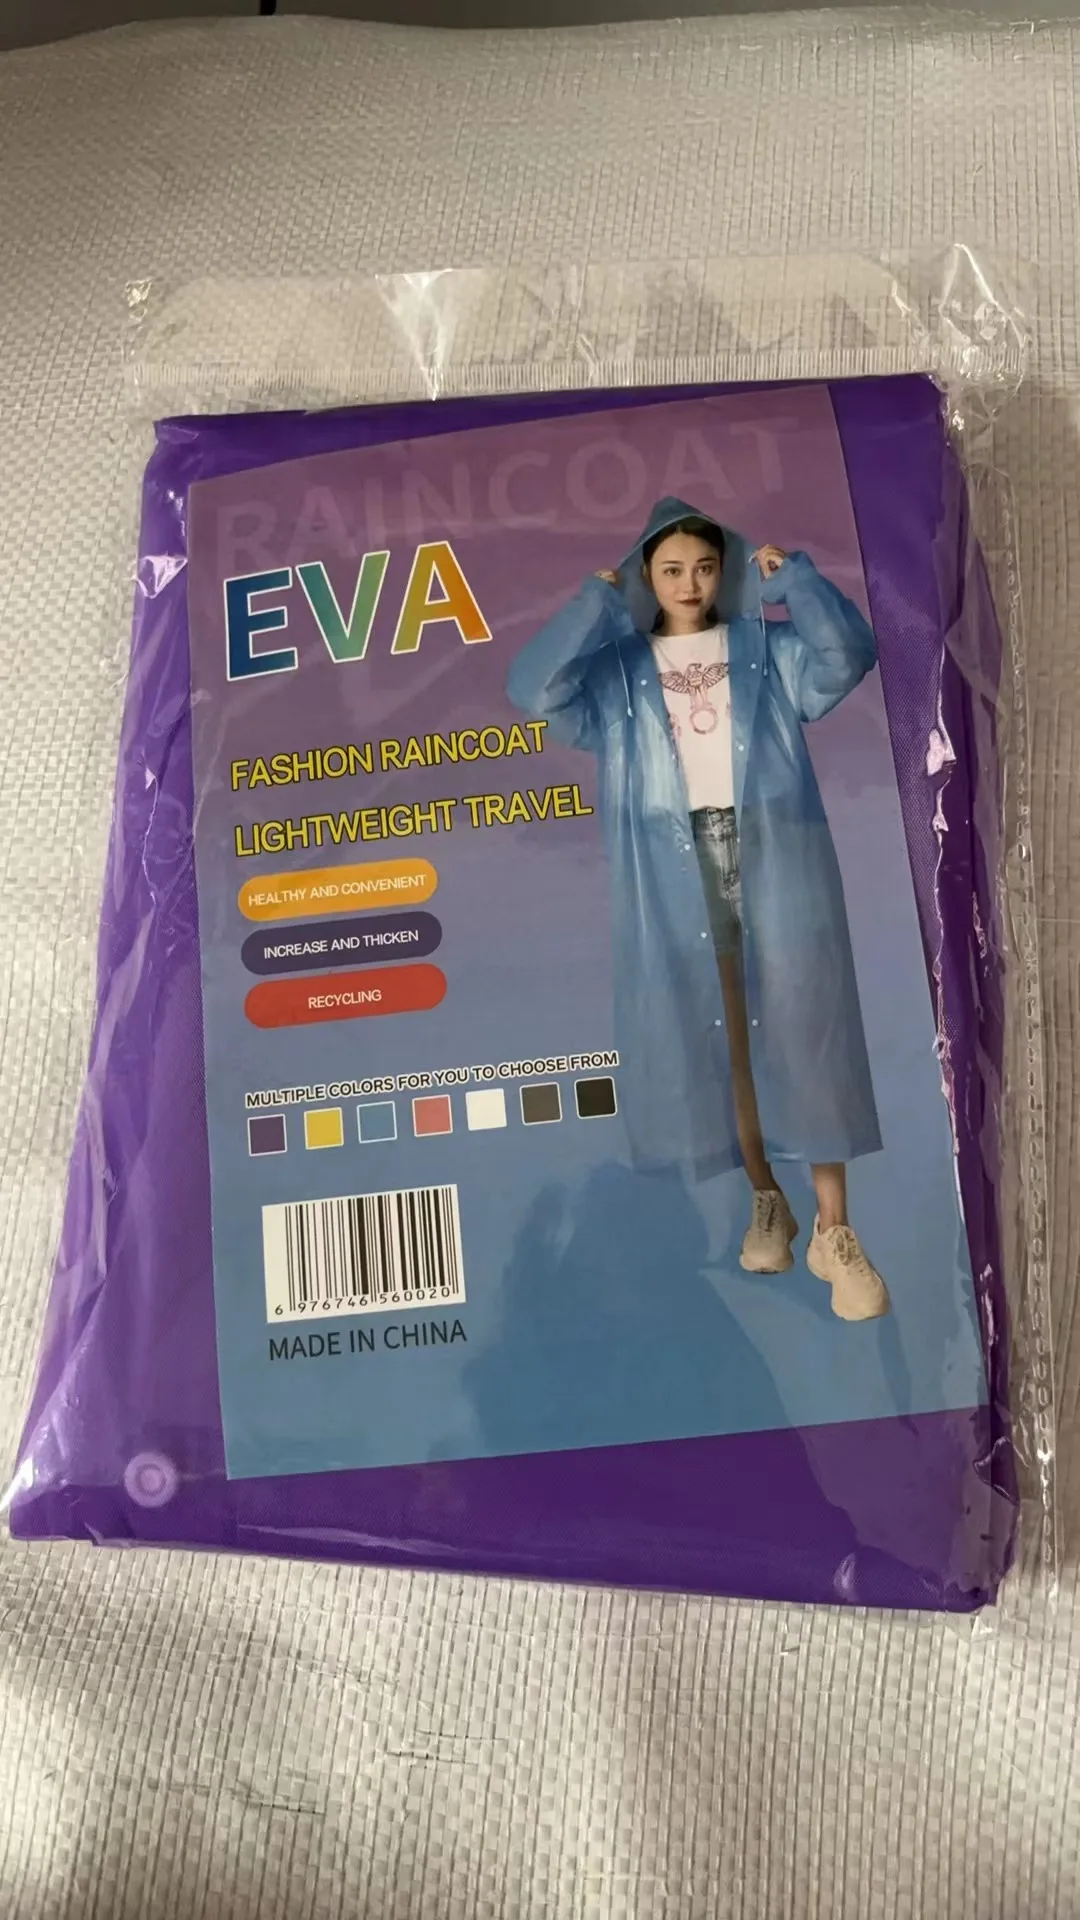 RAINCOAT
EVA
FASHION RAINCOAT
LIGHTWEIGHT TRAVEL
HEALTHY AND CONVENIENT
INCREASE AND THICKEN
RECYCLING
MULTIPLE COLORS FOR YOU TO CHOOSE FROM
6 976746 560020
MADE IN CHINA